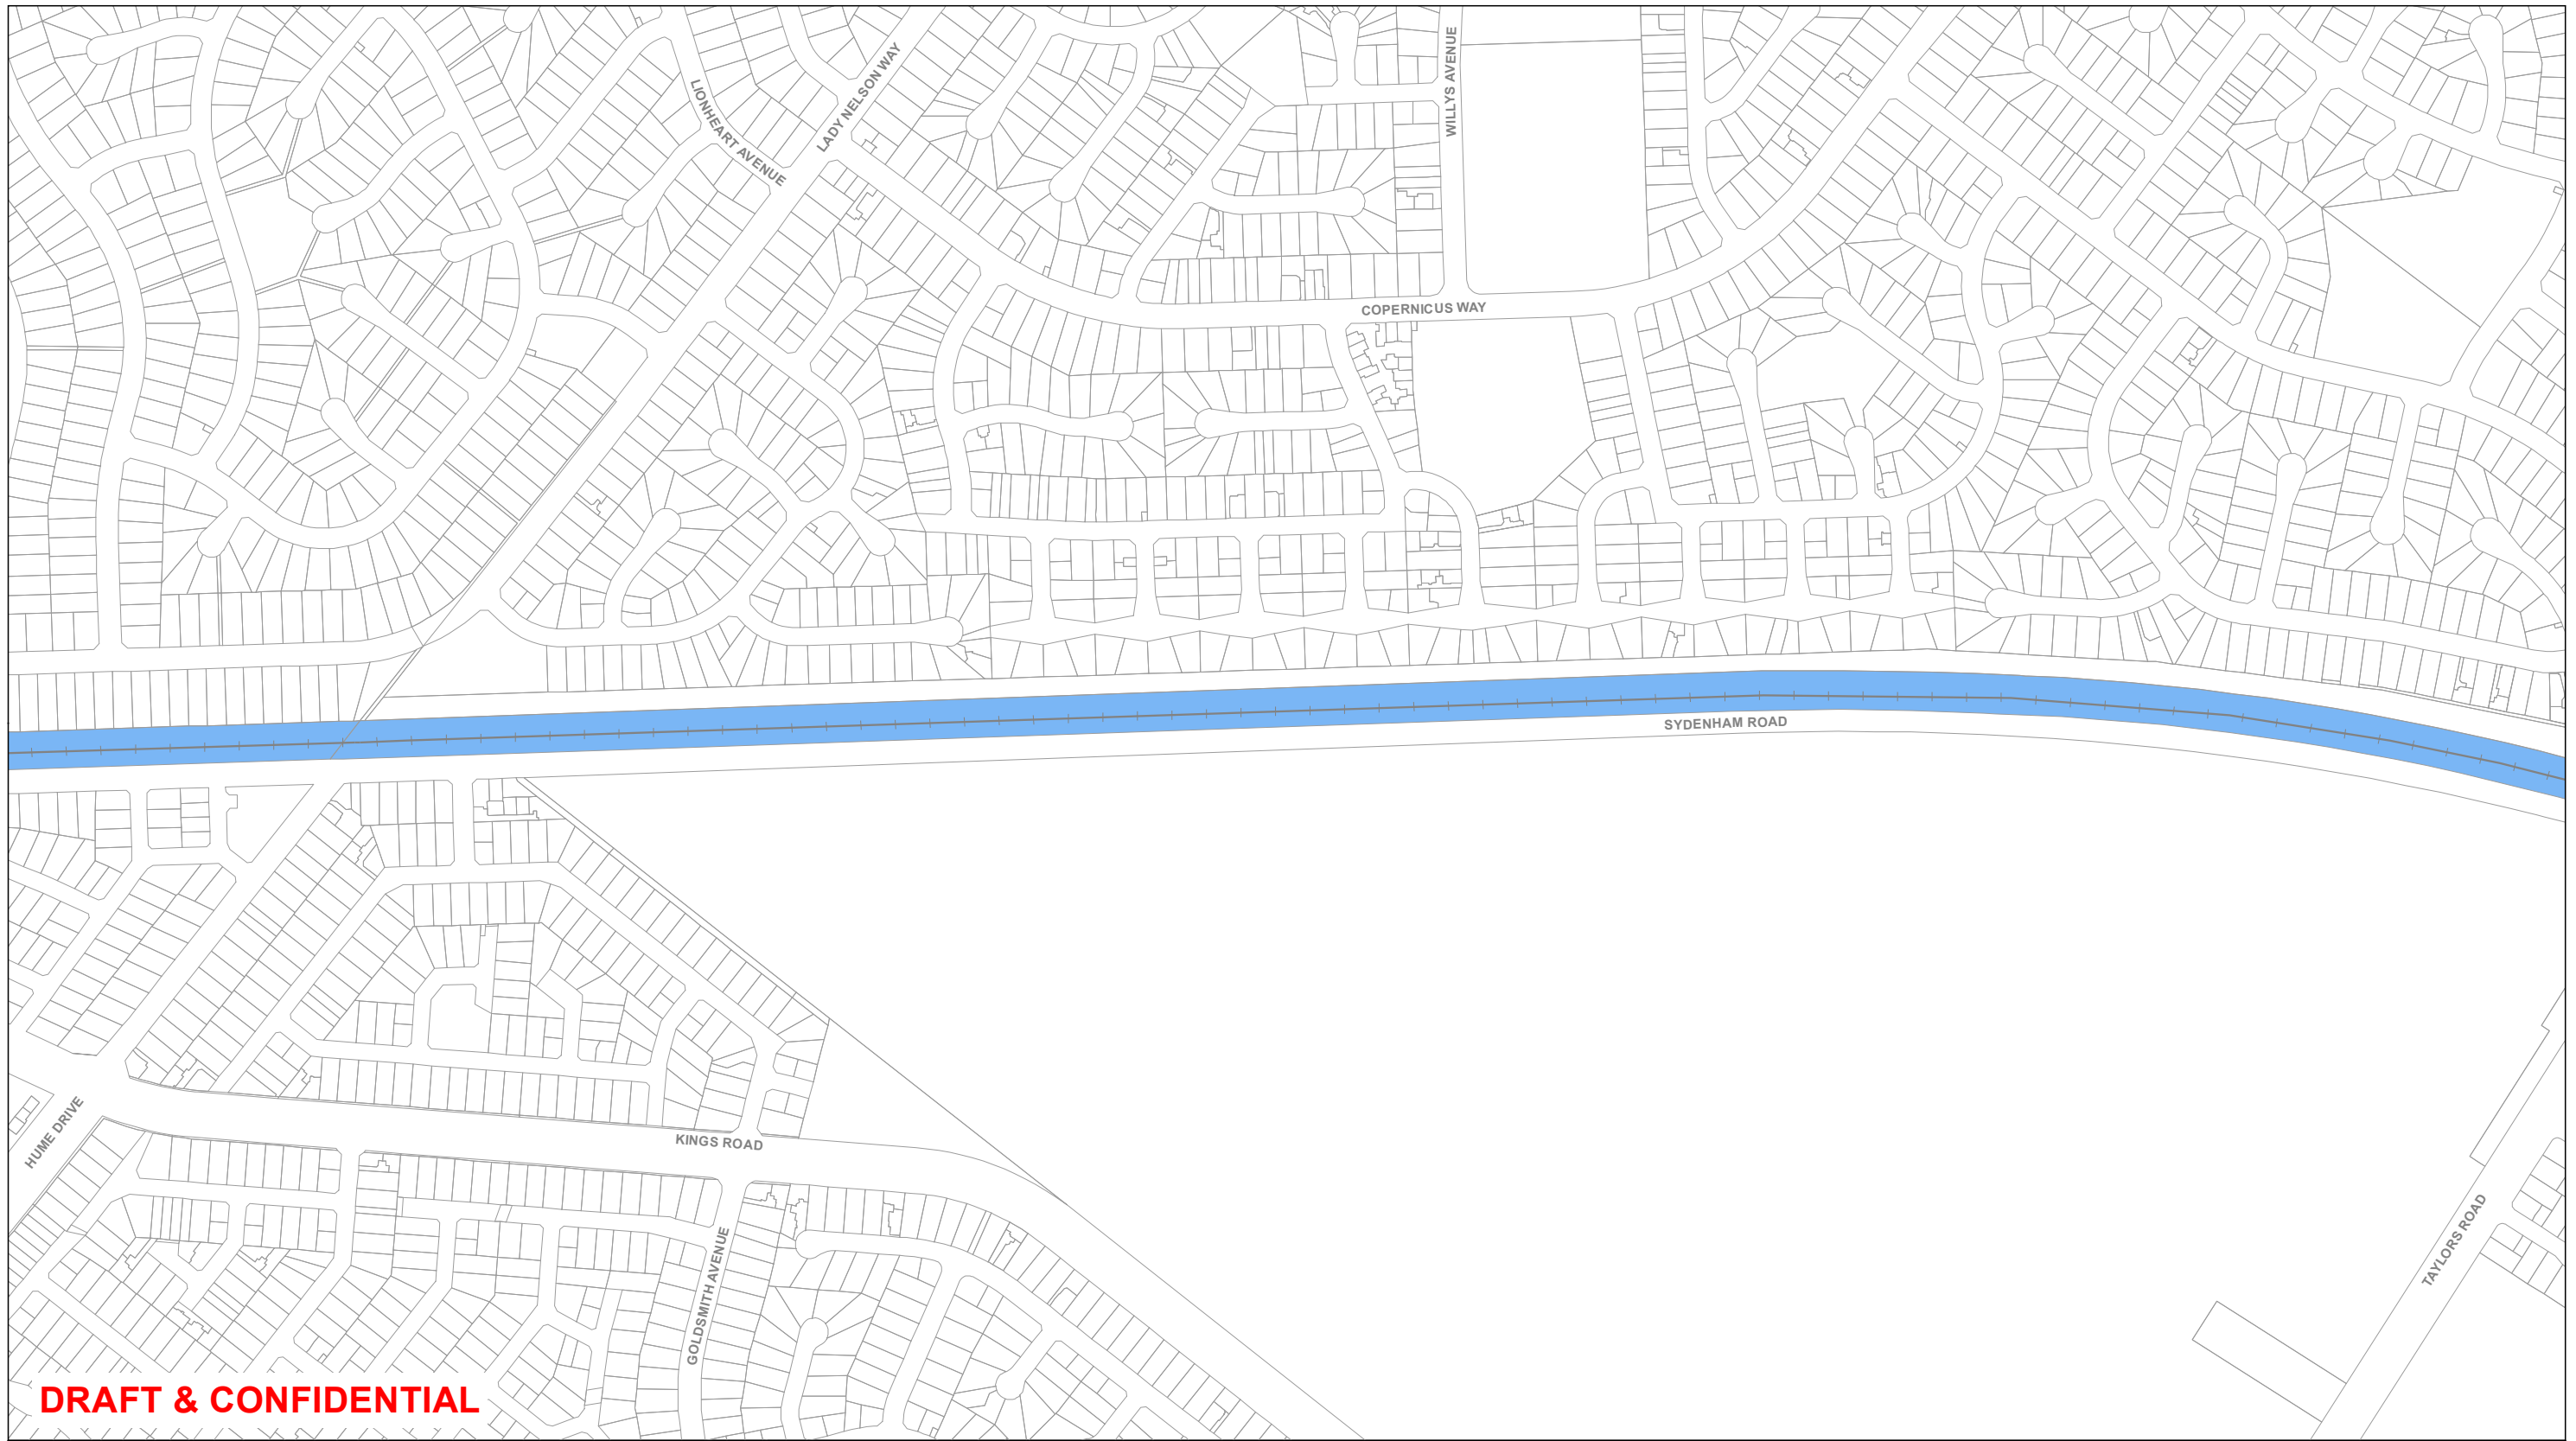 WILLYS AVENUE
LADY NELSON WAY
LIONHEART AVENUE
COPERNICUS WAY
SYDENHAM ROAD
HUME DRIVE
KINGS ROAD
GOLDSMITH AVENUE
TAYLORS ROAD
DRAFT & CONFIDENTIAL